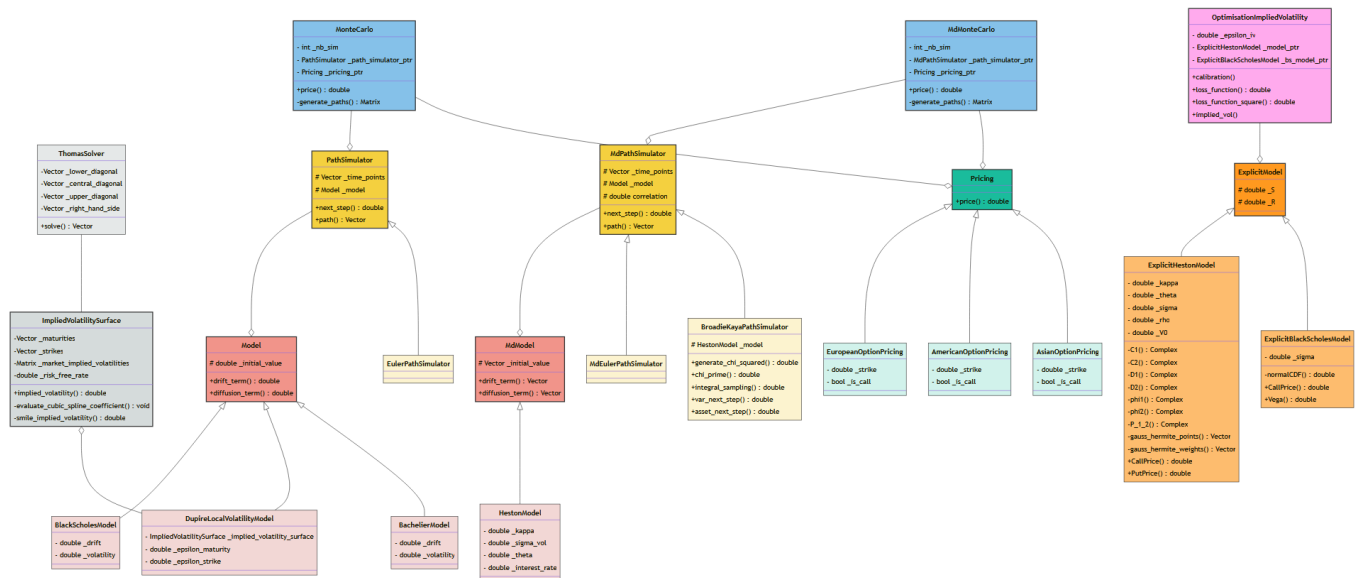 MonteCarlo
- int _nb_sim
- PathSimulator _path_simulator_ptr
- Pricing _pricing_ptr
+price() : double
-generate_paths() : Matrix
MdMonteCarlo
- int _nb_sim
- MdPathSimulator _path_simulator_ptr
- Pricing _pricing_ptr
+price() : double
-generate_paths() : Matrix
OptimisationImpliedVolatility
- double _epsilon_iv
- ExplicitHestonModel _model_ptr
- ExplicitBlackScholesModel _bs_model_ptr
+calibration()
+loss_function() : double
+loss_function_square() : double
+implied_vol()
ThomasSolver
-Vector _lower_diagonal
-Vector _central_diagonal
-Vector _upper_diagonal
-Vector _right_hand_side
+solve() : Vector
PathSimulator
# Vector _time_points
# Model _model
+next_step() : double
+path() : Vector
MdPathSimulator
# Vector _time_points
# Model _model
# double correlation
+next_step() : double
+path() : Vector
Pricing
+price() : double
ExplicitModel
# double _S
# double _R
ImpliedVolatilitySurface
-Vector _maturities
-Vector _strikes
-Matrix _market_implied_volatilities
- double _risk_free_rate
+implied_volatility() : double
-evaluate_cubic_spline_coefficient() : void
-smile_implied_volatility() : double
Model
# double _initial_value
+drift_term() : double
+diffusion_term() : double
EulerPathSimulator
MdModel
# Vector _initial_value
+drift_term() : Vector
+diffusion_term() : Vector
MdEulerPathSimulator
BroadieKayaPathSimulator
# HestonModel _model
+generate_chi_squared() : double
+chi_prime() : double
+integral_sampling() : double
+var_next_step() : double
+asset_next_step() : double
EuropeanOptionPricing
- double _strike
- bool _is_call
AmericanOptionPricing
- double _strike
- bool _is_call
AsianOptionPricing
- double _strike
- bool _is_call
ExplicitHestonModel
- double _kappa
- double _theta
- double _sigma
- double _rho
- double _V0
-C1() : Complex
-C2() : Complex
-D1() : Complex
-D2() : Complex
-phi1() : Complex
-phi2() : Complex
-P_1_2() : Complex
-gauss_hermite_points() : Vector
-gauss_hermite_weights() : Vector
+CallPrice() : double
+PutPrice() : double
ExplicitBlackScholesModel
- double _sigma
-normalCDF() : double
+CallPrice() : double
+Vega() : double
BlackScholesModel
- double _drift
- double _volatility
DupireLocalVolatilityModel
- ImpliedVolatilitySurface _implied_volatility_surface
- double _epsilon_maturity
- double _epsilon_strike
BachelierModel
- double _drift
- double _volatility
HestonModel
- double _kappa
- double _sigma_vol
- double _theta
- double _interest_rate